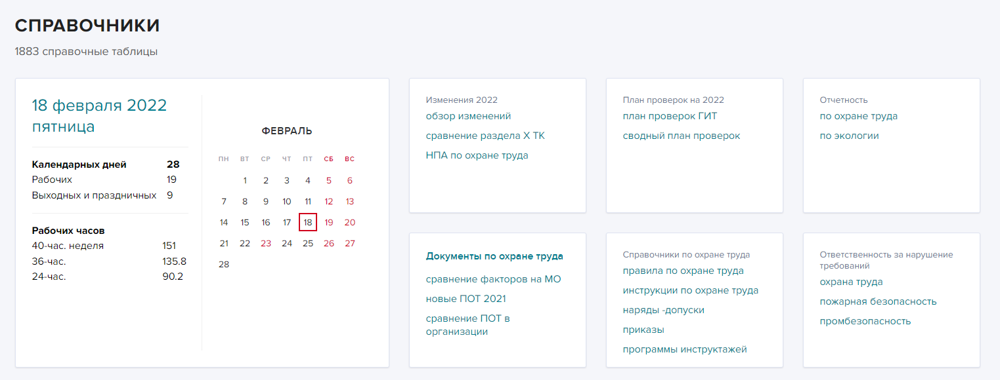 СПРАВОЧНИКИ
1883 справочные таблицы
18 февраля 2022
пятница
Календарных дней 28
Рабочих 19
Выходных и праздничных 9
Рабочих часов
40-час. неделя 151
36-час. 135.8
24-час. 90.2
ФЕВРАЛЬ
ПН ВТ СР ЧТ ПТ СБ ВС
1 2 3 4 5 6
7 8 9 10 11 12 13
14 15 16 17 18 19 20
21 22 23 24 25 26 27
28
Изменения 2022
обзор изменений
сравнение раздела X ТК
НПА по охране труда
План проверок на 2022
план проверок ГИТ
сводный план проверок
Отчетность
по охране труда
по экологии
Документы по охране труда
сравнение факторов на МО
новые ПОТ 2021
сравнение ПОТ в
организации
Справочники по охране труда
правила по охране труда
инструкции по охране труда
наряды -допуски
приказы
программы инструктажей
Ответственность за нарушение
требований
охрана труда
пожарная безопасность
промбезопасность